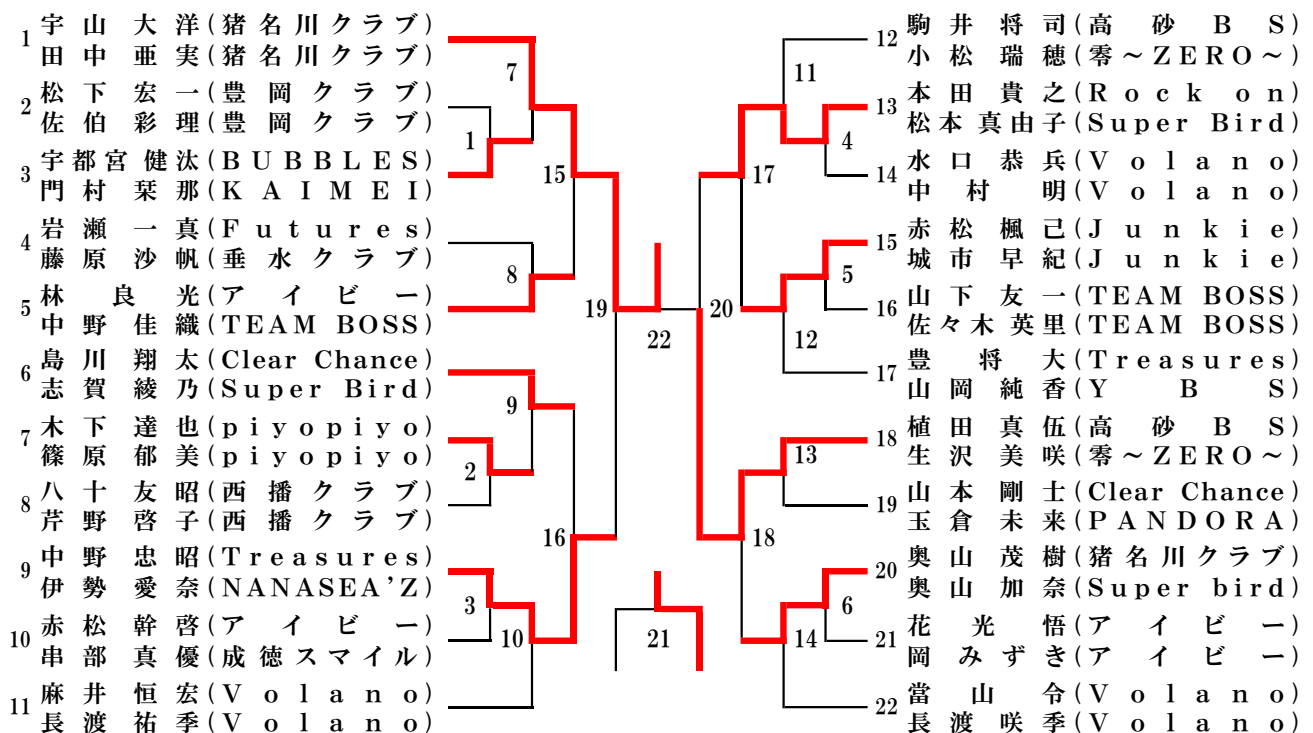 1 宇山大洋(猪名川クラブ)
田中亜実(猪名川クラブ)
2 松下宏一(豊岡クラブ)
佐伯彩理(豊岡クラブ)
3 宇都宮健汰(BUBBLES)
門村栞那(KAIMEI)
4 岩瀬一真(Futures)
藤原沙帆(垂水クラブ)
5 林良光(アイビー)
中野佳織(TEAM BOSS)
6 島川翔太(Clear Chance)
志賀綾乃(Super Bird)
7 木下達也(piyopiyo)
篠原郁美(piyopiyo)
8 八十友昭(西播クラブ)
芹野啓子(西播クラブ)
9 中野忠昭(Treasures)
伊勢愛奈(NANASEA'Z)
10 赤松幹啓(アイビー)
串部真優(成徳スマイル)
11 麻井恒宏(Volano)
長渡祐季(Volano)
7
1
15
8
19
9
2
16
3
10
22
21
11
4
17
5
20
12
13
18
6
14
12 駒井将司(高砂BS)
小松瑞穂(零～ZERO～)
13 本田貴之(Rock on)
松本真由子(Super Bird)
14 水口恭兵(Volano)
中村明(Volano)
15 赤松楓己(Junkie)
城市早紀(Junkie)
16 山下友一(TEAM BOSS)
佐々木英里(TEAM BOSS)
17 豊将大(Treasures)
山岡純香(YBS)
18 植田真伍(高砂BS)
生沢美咲(零～ZERO～)
19 山本剛士(Clear Chance)
玉倉未来(PANDORA)
20 奥山茂樹(猪名川クラブ)
奥山加奈(Super bird)
21 花光悟(アイビー)
岡みずき(アイビー)
22 當山令(Volano)
長渡咲季(Volano)